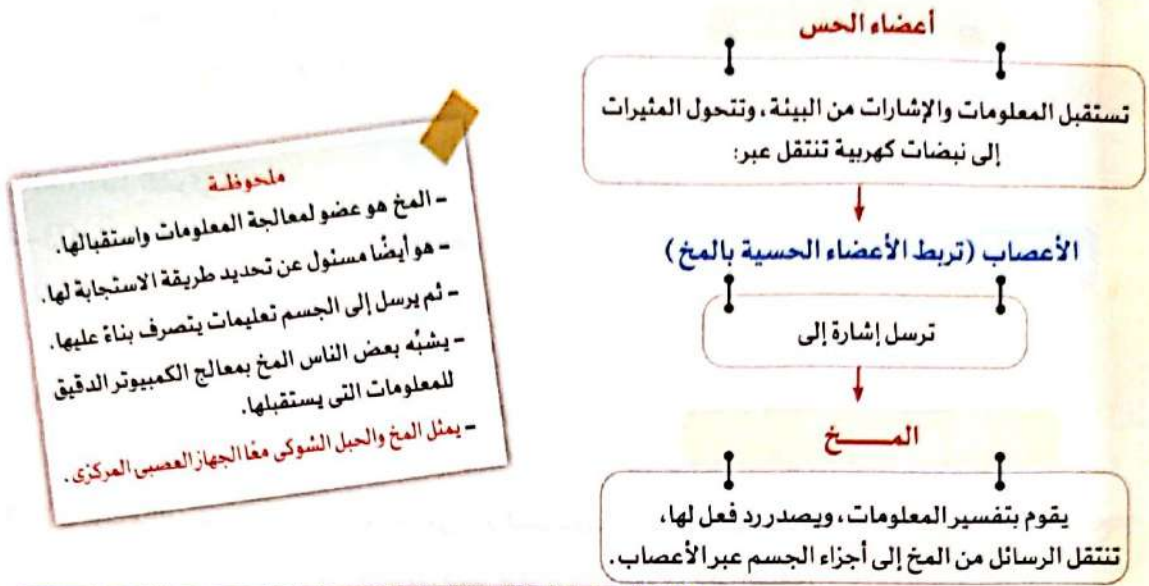 أعضاء الحس
تستقبل المعلومات والإشارات من البيئة، وتتحول المثيرات
إلى نبضات كهربية تنتقل عبر:
الأعصاب (تربط الأعضاء الحسية بالمخ)
ترسل إشارة إلى
المـــــخ
يقوم بتفسير المعلومات، ويصدر رد فعل لها،
تنتقل الرسائل من المخ إلى أجزاء الجسم عبر الأعصاب.
ملحوظة
- المخ هو عضو لمعالجة المعلومات واستقبالها.
- هو أيضًا مسئول عن تحديد طريقة الاستجابة لها.
- ثم يرسل إلى الجسم تعليمات يتصرف بناءً عليها.
- يشبُه بعض الناس المخ بمعالج الكمبيوتر الدقيق
للمعلومات التى يستقبلها.
- يمثل المخ والحبل الشوكى معًا الجهاز العصبى المركزى.